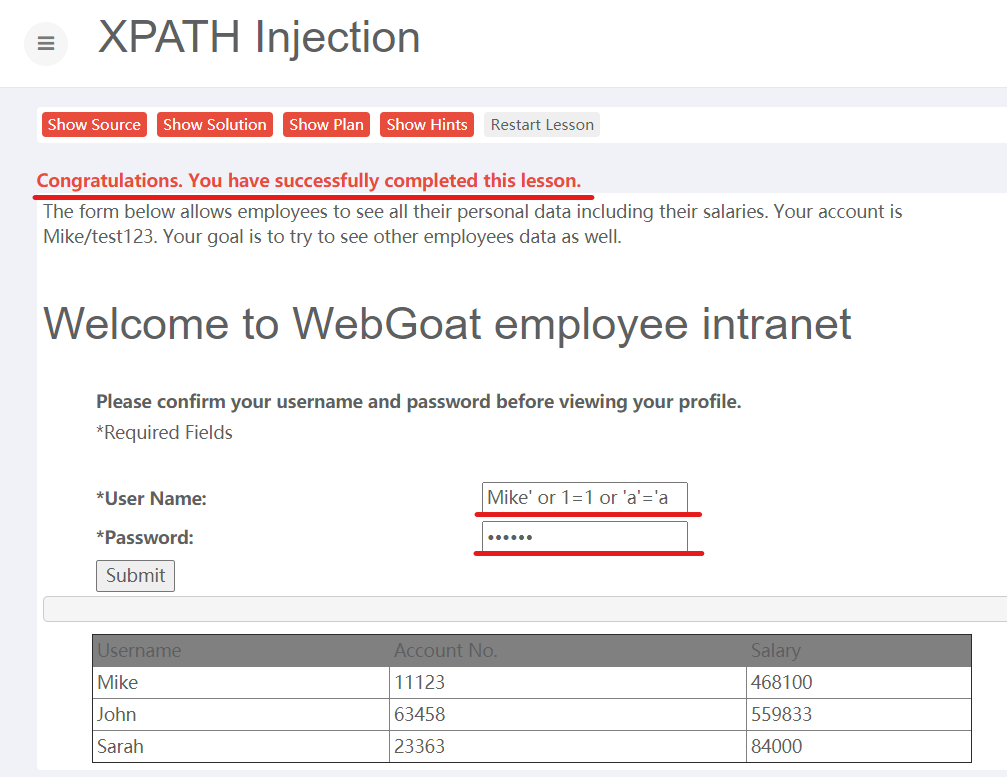 XPATH Injection
Show Source Show Solution Show Plan Show Hints Restart Lesson
Congratulations. You have successfully completed this lesson.
The form below allows employees to see all their personal data including their salaries. Your account is
Mike/test123. Your goal is to try to see other employees data as well.
Welcome to WebGoat employee intranet
Please confirm your username and password before viewing your profile.
*Required Fields
*User Name: Mike' or 1=1 or 'a'='a
*Password: ••••••
Submit
Username Account No. Salary
Mike 11123 468100
John 63458 559833
Sarah 23363 84000